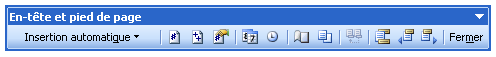 En-tête et pied de page
Insertion automatique Fermer